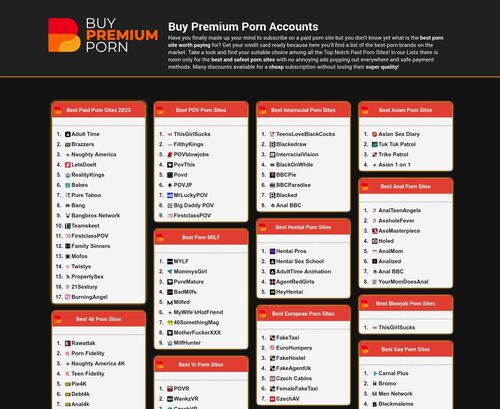 BUY
PREMIUM
PORN
Buy Premium Porn Accounts
Have you finally made up your mind to subscribe on a paid porn site but you don't know yet what is the best porn
site worth paying for? Get your credit card ready because here you'll find a list of the best porn brands on the
market. Take a look and find your suitable choice among all the Top Notch Paid Porn Sites! In our Lists there is
room only for the best and safest porn sites with no annoying ads popping out everywhere and safe payment
methods. Many discounts available for a cheap subscription without losing their super quality!
Best Paid Porn Sites 2023
1. Adult Time
2. Brazzers
3. Naughty America
4. LetsDoeIt
5. RealityKings
6. Babes
7. Pure Taboo
8. Bang
9. Bangbros Network
10. Teamskeet
11. FirstclassPOV
12. Family Sinners
13. Mofos
14. Twistys
15. PropertySex
16. 21Sextury
17. BurningAngel
Best 4k Porn Sites
1. Rawattak
2. Porn Fidelity
3. Naughty America 4K
4. Teen Fidelity
5. Pie4K
6. Debt4k
7. Anal4k
Best POV Porn Sites
1. ThisGirlSucks
2. FilthyKings
3. POVblowjobs
4. PovThis
5. Povd
6. POVJP
7. MrLuckyPOV
8. Big Daddy POV
9. FirstclassPOV
Best Porn MILF
1. MYLF
2. MommysGirl
3. PureMature
4. BadMilfs
5. Milfed
6. MyWife'sHotFriend
7. 40SomethingMag
8. MotherFuckerXXX
9. MilfHunter
Best Vr Porn Sites
1. POVR
2. WankzVR
3. CzechVR
Best Interracial Porn Sites
1. TeensLoveBlackCocks
2. Blackedraw
3. InterracialVision
4. BlackOnWhite
5. BBCPie
6. BBCParadise
7. Blacked
8. Anal BBC
Best Hentai Porn Sites
1. Hentai Pros
2. Hentai Sex School
3. AdultTime Animation
4. AgentRedGirls
5. HeyHentai
Best European Porn Sites
1. FakeTaxi
2. EuroHumpers
3. FakeHostel
4. FakeAgentUk
5. Czech Cabins
6. FemaleFakeTaxi
7. CzechAV
Best Asian Porn Sites
1. Asian Sex Diary
2. Tuk Tuk Patrol
3. Trike Patrol
4. Asian 1 on 1
Best Anal Porn Sites
1. AnalTeenAngels
2. AssholeFever
3. AssMasterpiece
4. Holed
5. AnalMom
6. Analized
7. Anal BBC
8. YourMomDoesAnal
Best Blowjob Porn Sites
1. ThisGirlSucks
Best Gay Porn Sites
1. Carnal Plus
2. Bromo
3. Men Network
4. Blackmaleme